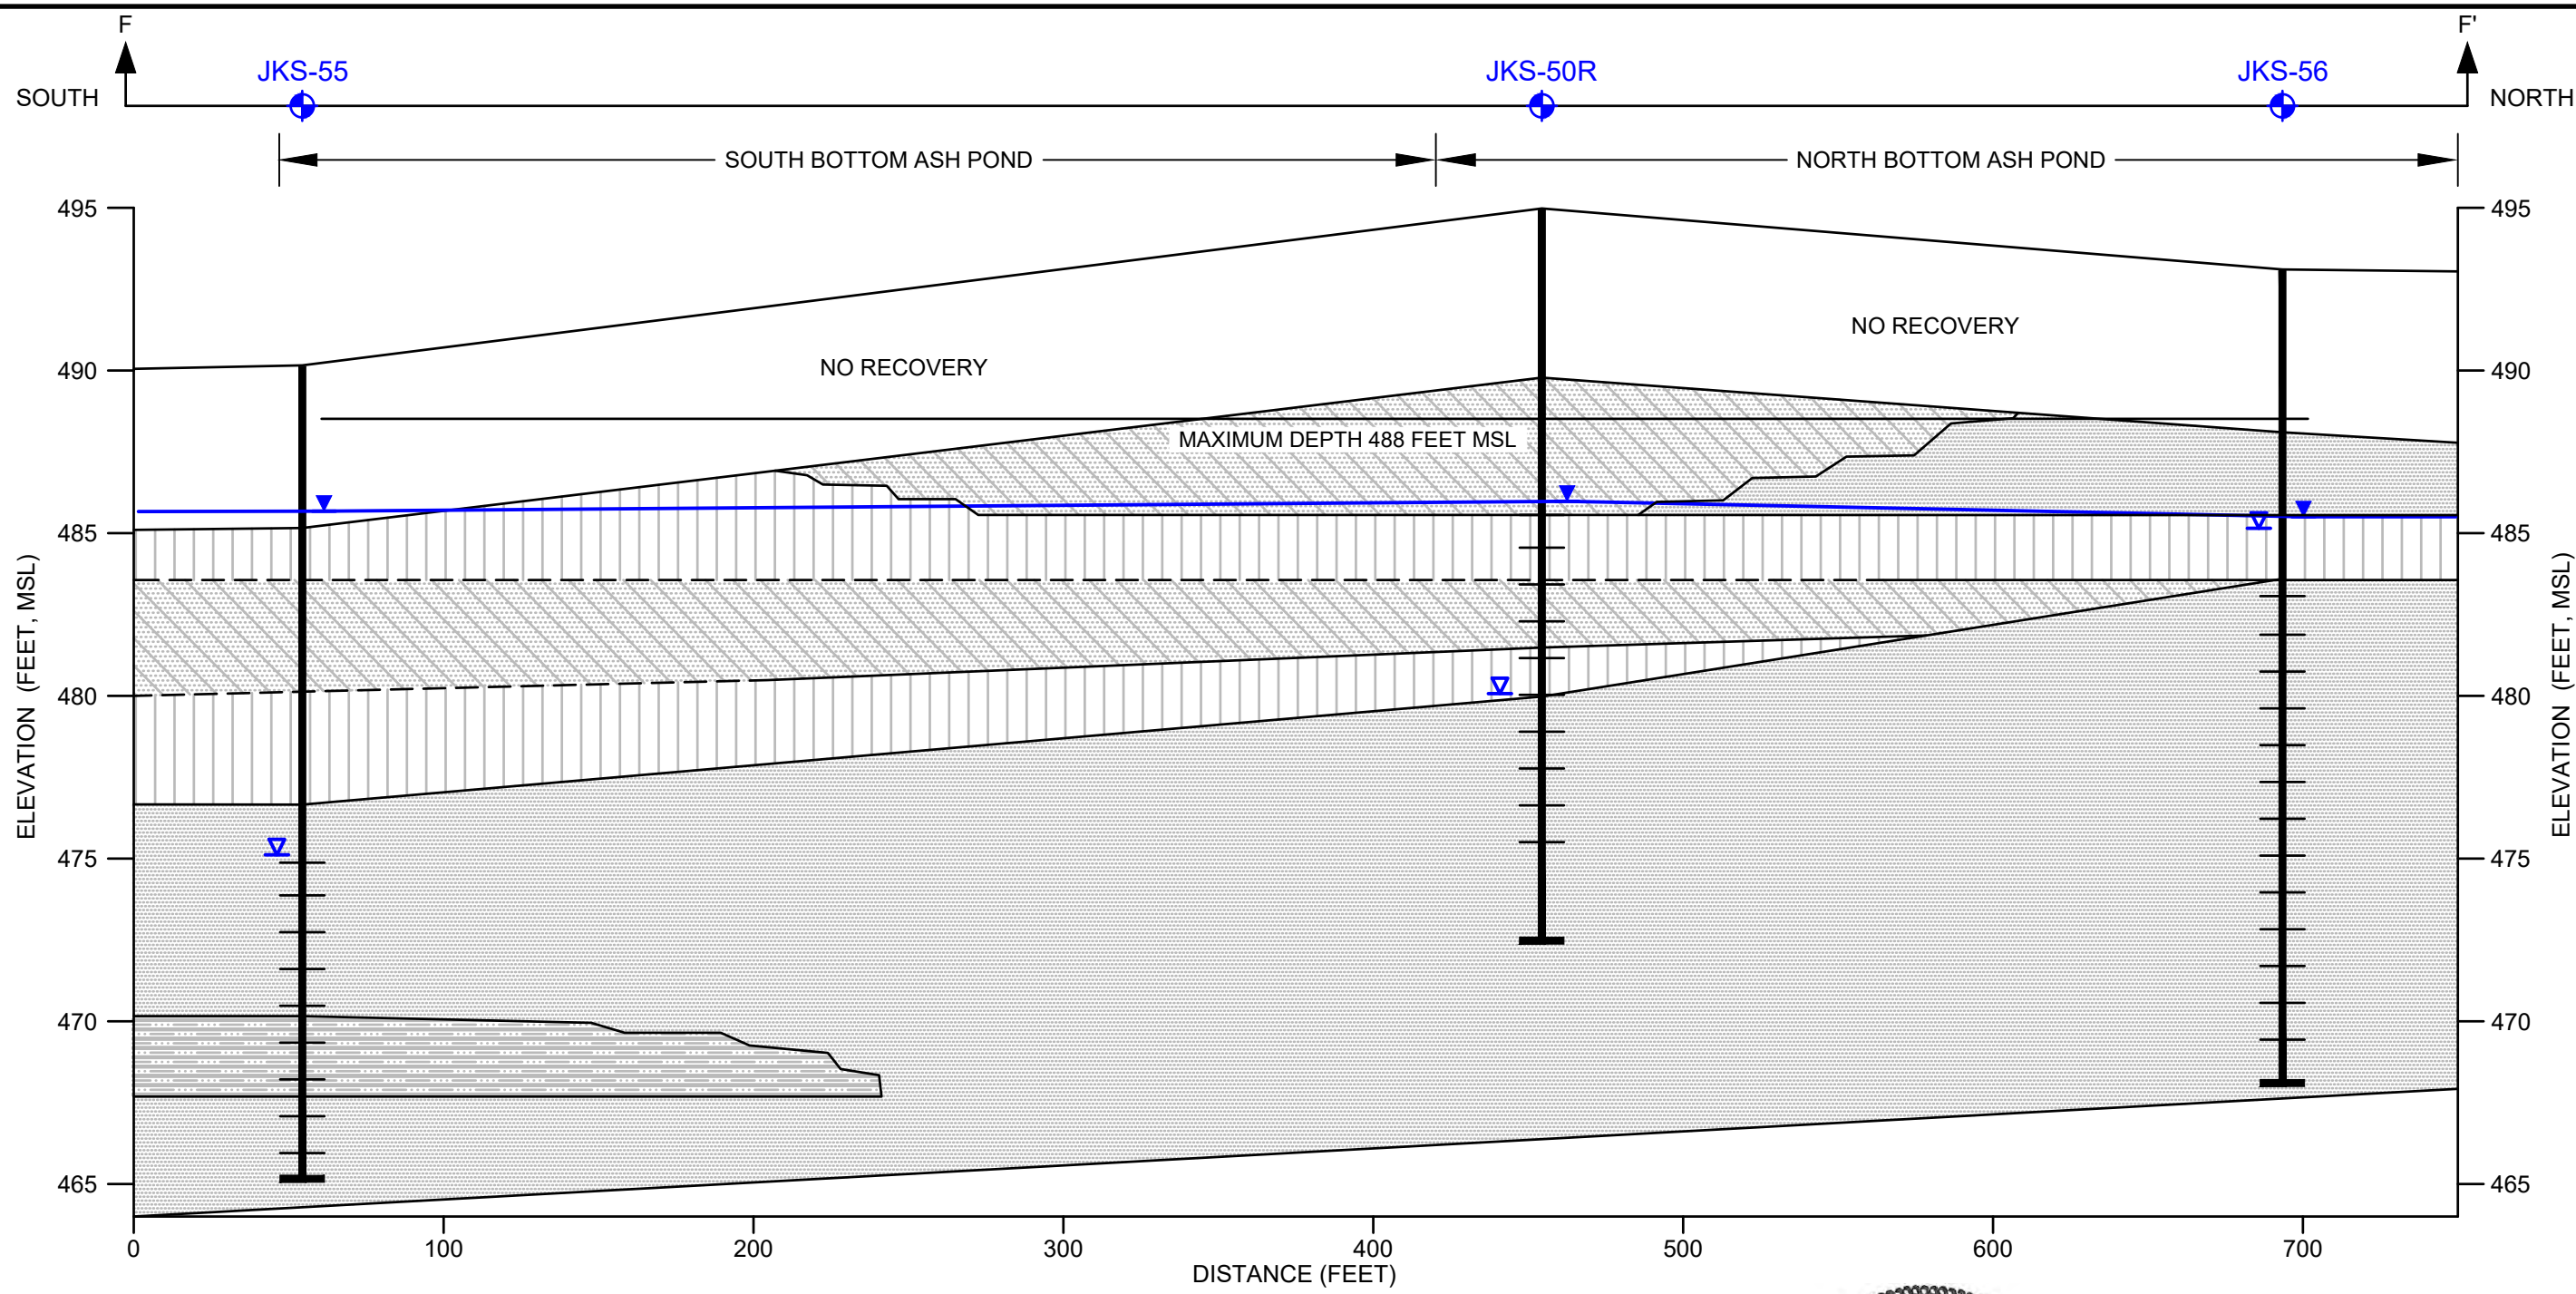 F F'
JKS-55 JKS-50R JKS-56
SOUTH NORTH
SOUTH BOTTOM ASH POND NORTH BOTTOM ASH POND
495 495
NO RECOVERY
NO RECOVERY
490 490
MAXIMUM DEPTH 488 FEET MSL
485 485
ELEVATION (FEET, MSL) ELEVATION (FEET, MSL)
480 480
475 475
470 470
465 465
0 100 200 300 400 500 600 700
DISTANCE (FEET)